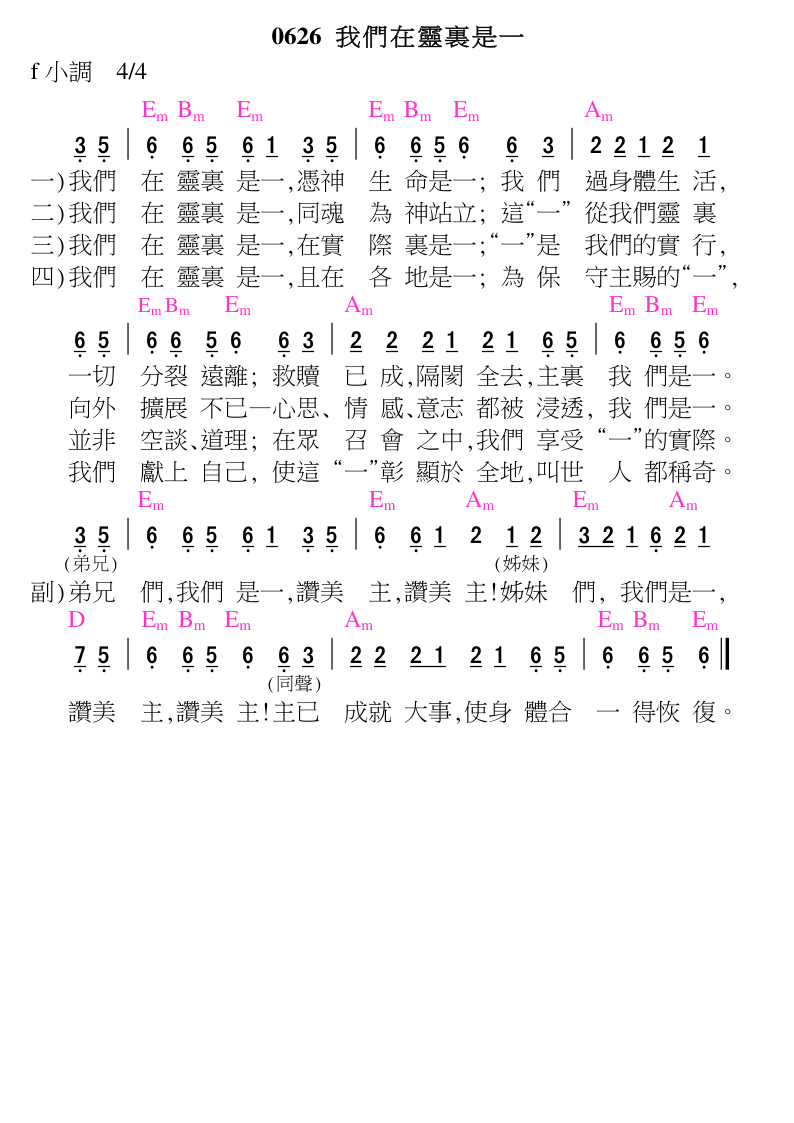 0626 我們在靈裏是一
f 小調 4/4
Em Bm Em Em Bm Em Am
3 5 | 6 6 5 6 1 3 5 | 6 6 5 6 6 3 | 2 2 1 2 1
一)我們 在 靈裏 是一,憑神 生 命是一; 我 們 過身體生 活,
二)我們 在 靈裏 是一,同魂 為 神站立; 這“一” 從我們靈 裏
三)我們 在 靈裏 是一,在實 際 裏是一;“一”是 我們的實 行,
四)我們 在 靈裏 是一,且在 各 地是一; 為 保 守主賜的“一”,
Em Bm Em Am Em Bm Em
6 5 | 6 6 5 6 6 3 | 2 2 2 1 2 1 6 5 | 6 6 5 6
一切 分裂 遠離; 救贖 已 成,隔閡 全去,主裏 我 們是一。
向外 擴展 不已—心思、 情 感、意志 都被 浸透, 我 們是一。
並非 空談、道理; 在眾 召 會 之中,我們 享受 “一”的實際。
我們 獻上 自己, 使這 “一”彰 顯於 全地,叫世 人 都稱奇。
Em Em Am Em Am
3 5 | 6 6 5 6 1 3 5 | 6 6 1 2 1 2 | 3 2 1 6 2 1
(弟兄) (姊妹)
副)弟兄 們,我們 是一,讚美 主,讚美 主!姊妹 們, 我們是一,
D Em Bm Em Am Em Bm Em
7 5 | 6 6 5 6 6 3 | 2 2 2 1 2 1 6 5 | 6 6 5 6 ‖
(同聲)
讚美 主,讚美 主!主已 成就 大事,使身 體合 一 得恢 復。